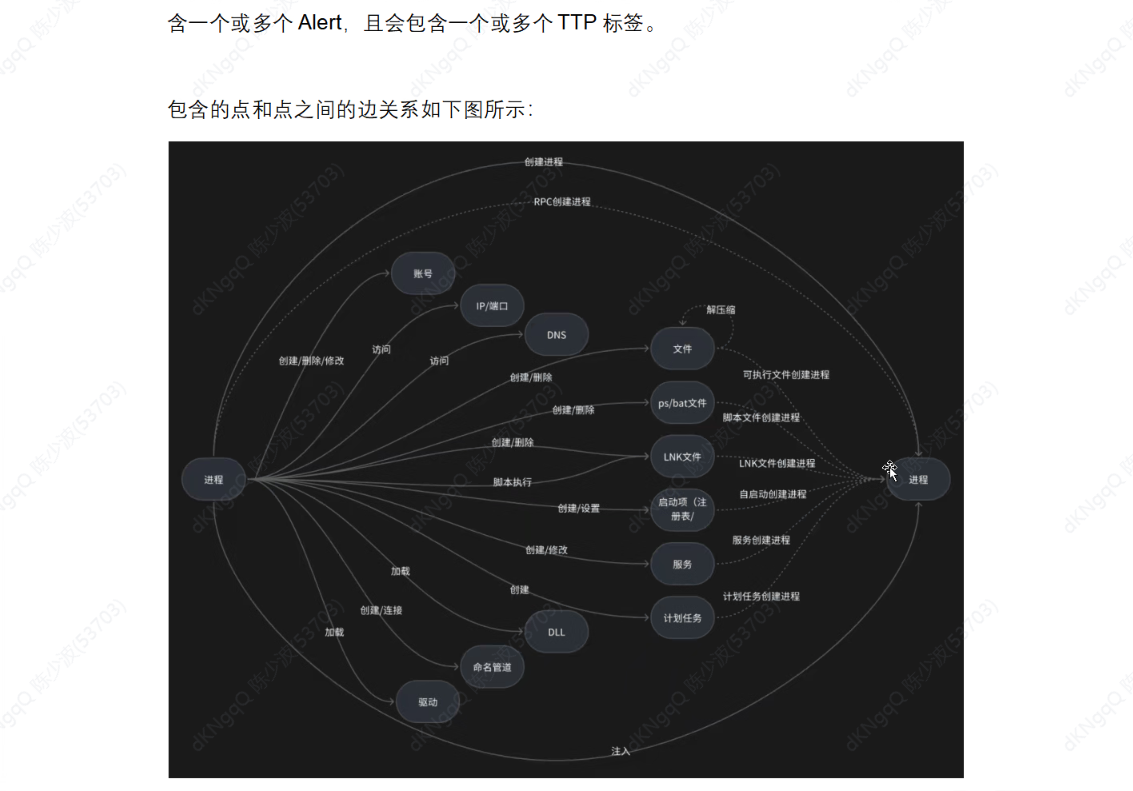 含一个或多个 Alert，且会包含一个或多个 TTP 标签。
包含的点和点之间的边关系如下图所示：
创建进程
RPC创建进程
账号
IP/端口
DNS
解压缩
文件
创建/删除/修改
访问
访问
创建/删除
可执行文件创建进程
ps/bat文件
创建/删除
脚本文件创建进程
创建/删除
LNK文件
LNK文件创建进程
进程
脚本执行
进程
自启动创建进程
启动项（注
册表/
创建/设置
服务创建进程
创建/修改
服务
加载
创建
计划任务创建进程
创建/连接
计划任务
加载
DLL
命名管道
驱动
注入
dKNgqQ 陈少波(53703)